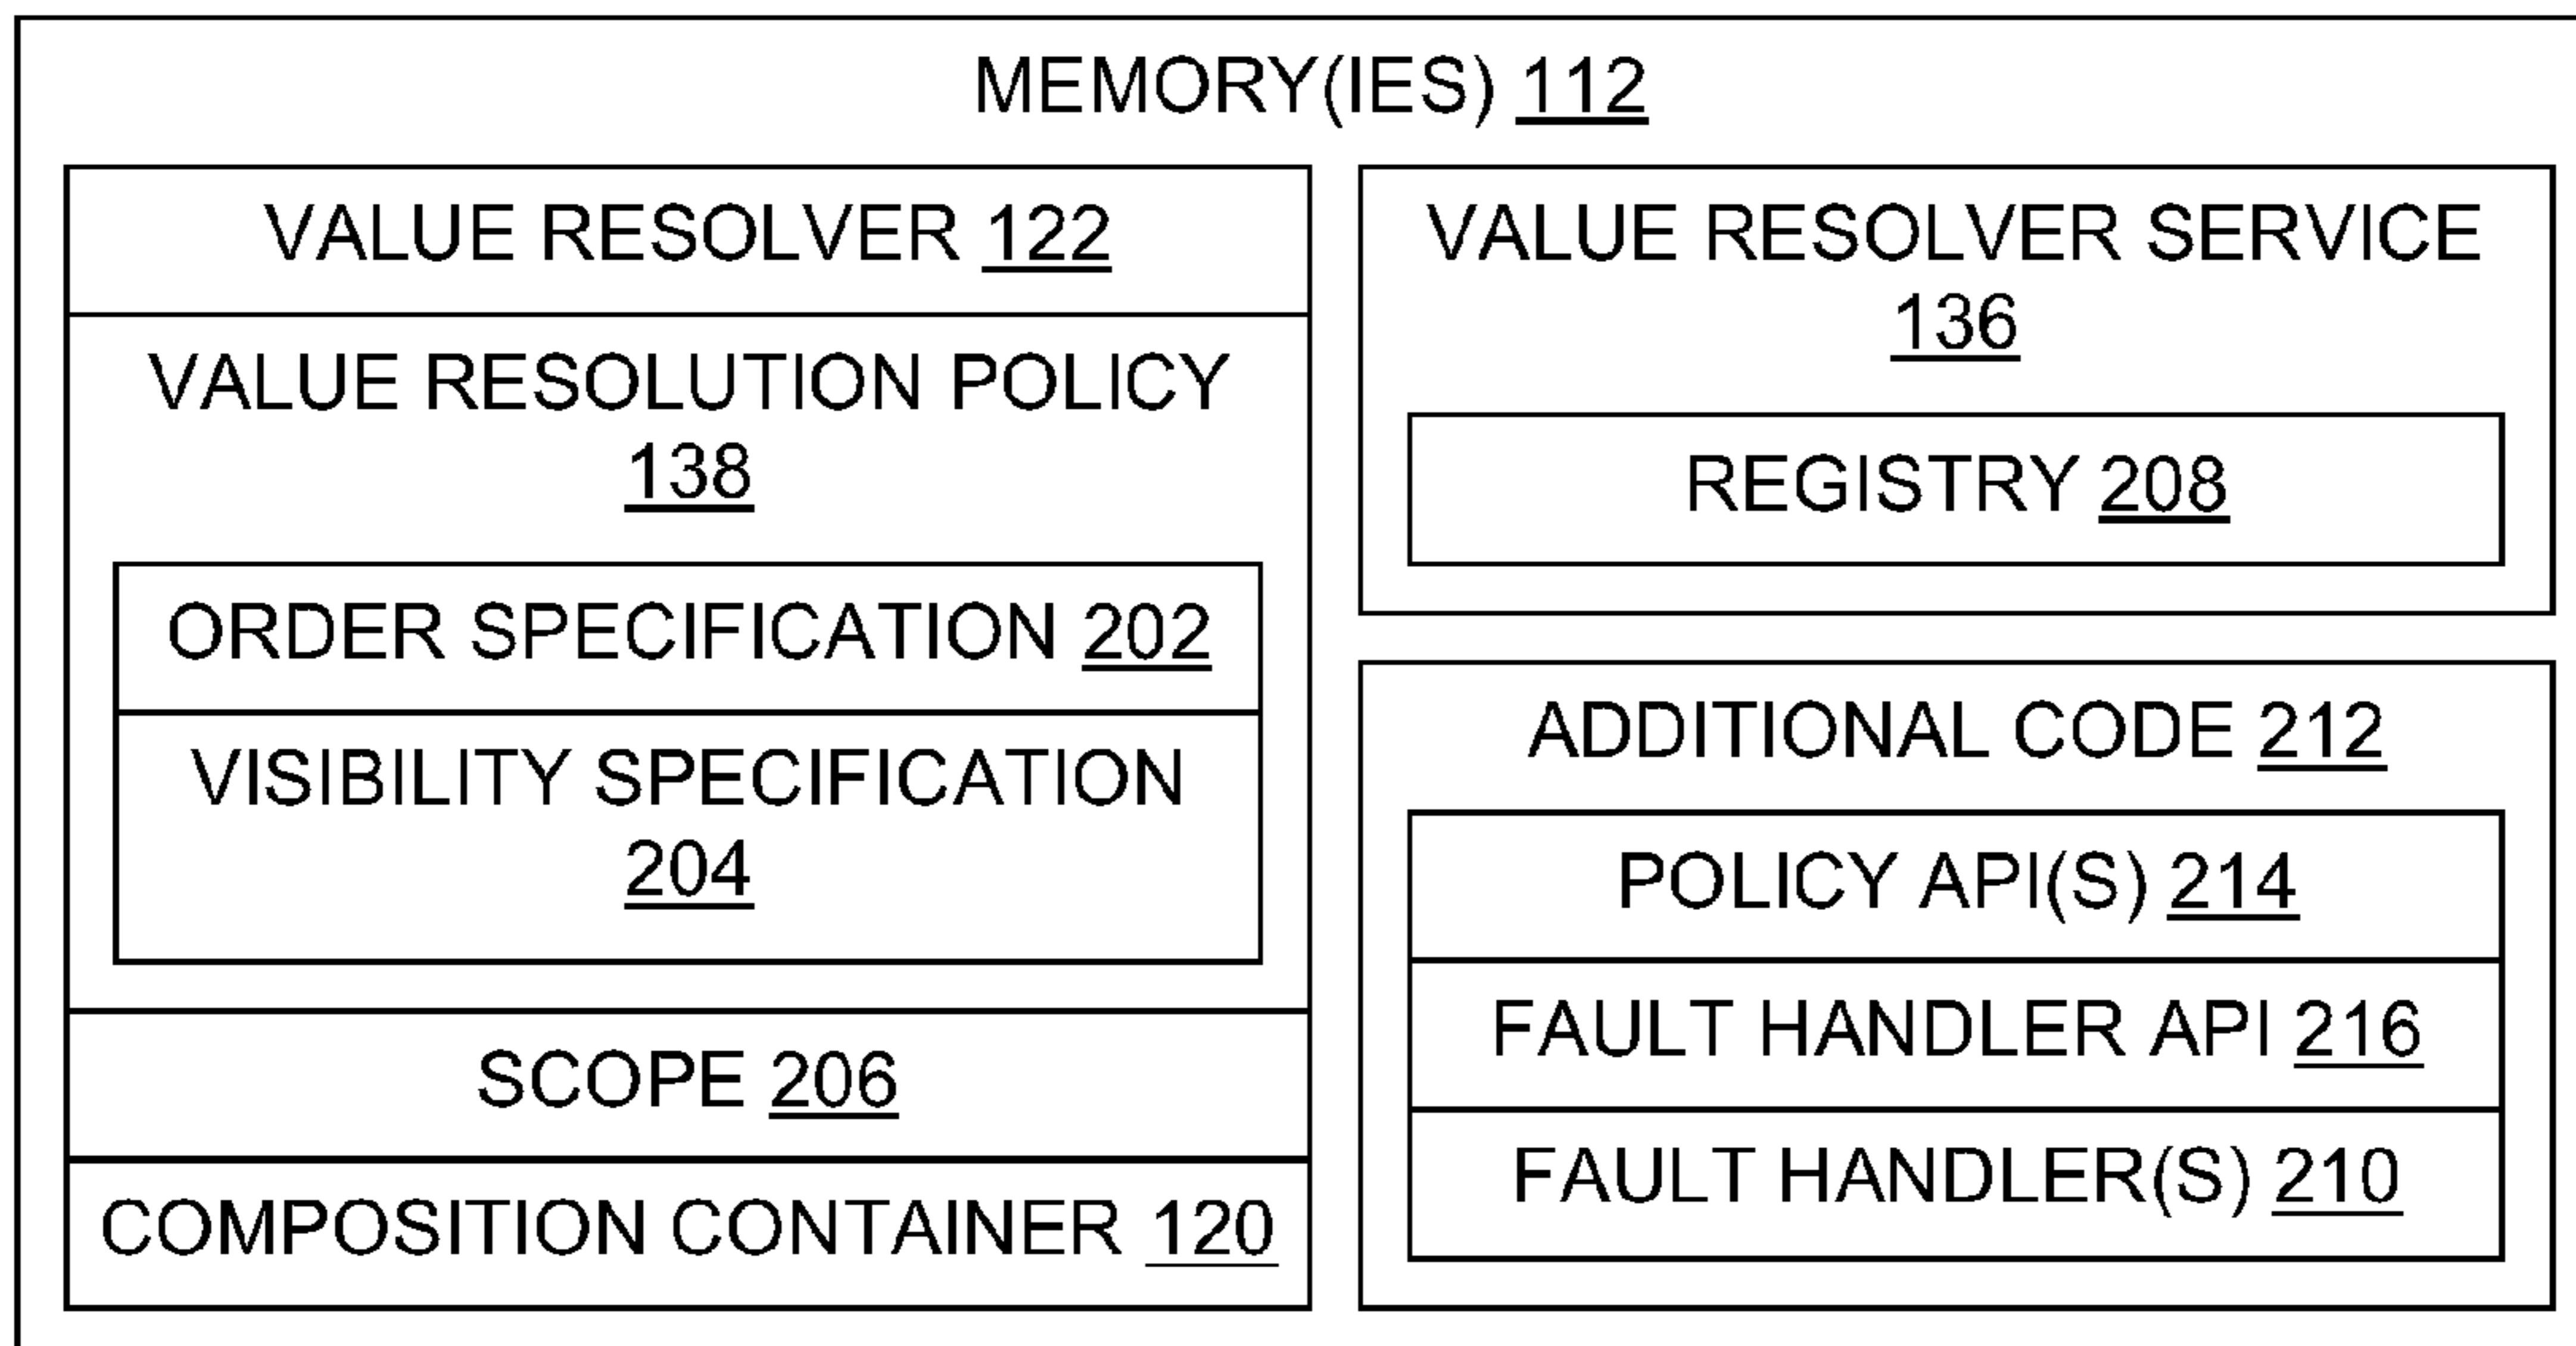 MEMORY(IES) 112
VALUE RESOLVER 122
VALUE RESOLUTION POLICY
138
ORDER SPECIFICATION 202
VISIBILITY SPECIFICATION
204
SCOPE 206
COMPOSITION CONTAINER 120
VALUE RESOLVER SERVICE
136
REGISTRY 208
ADDITIONAL CODE 212
POLICY API(S) 214
FAULT HANDLER API 216
FAULT HANDLER(S) 210